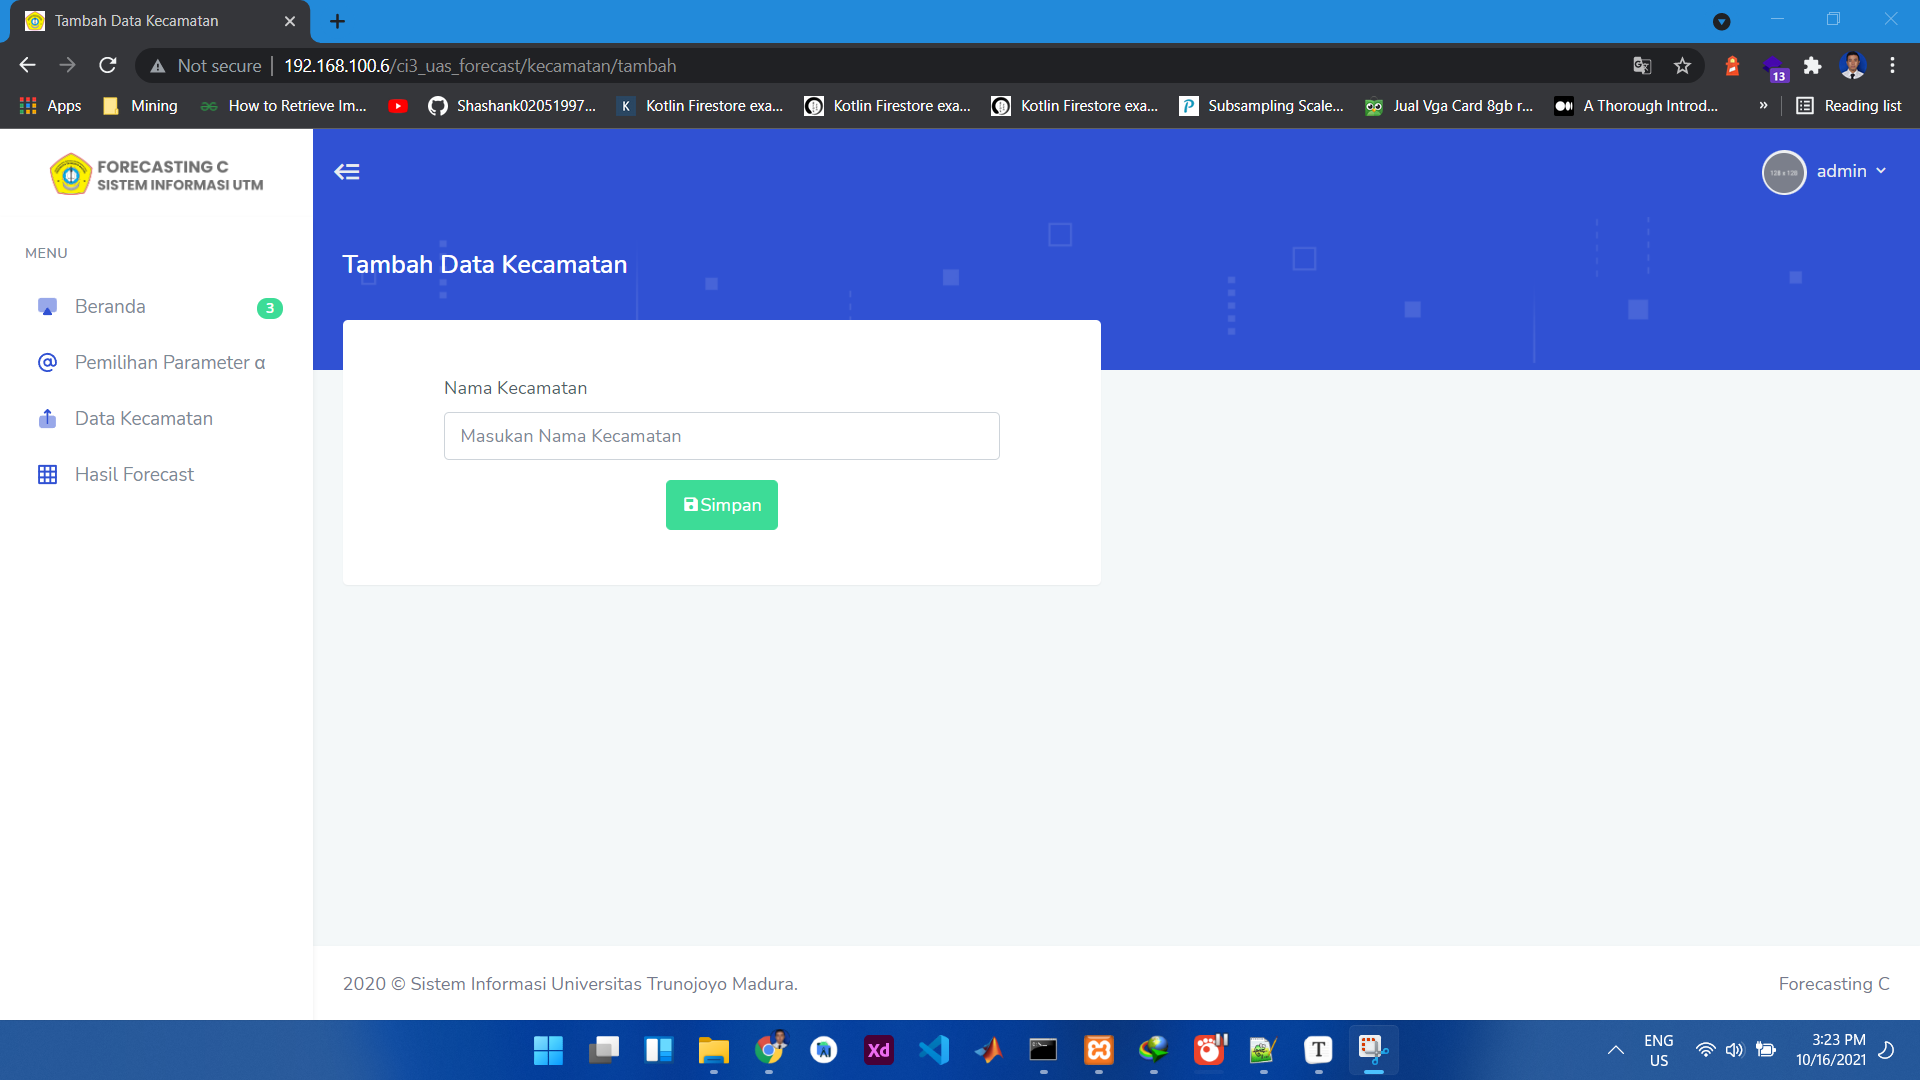 Tambah Data Kecamatan
Not secure
192.168.100.6/ci3_uas_forecast/kecamatan/tambah
13
Apps
Mining
How to Retrieve Im...
Shashank02051997...
K
Kotlin Firestore exa...
Kotlin Firestore exa...
Kotlin Firestore exa...
P
Subsampling Scale...
Jual Vga Card 8gb r...
A Thorough Introd...
»
Reading list
FORECASTING C
SISTEM INFORMASI UTM
128 x 128
admin
MENU
Beranda
3
Pemilihan Parameter α
Data Kecamatan
Hasil Forecast
Tambah Data Kecamatan
Nama Kecamatan
Masukan Nama Kecamatan
Simpan
2020 © Sistem Informasi Universitas Trunojoyo Madura.
Forecasting C
Xd
T
ENG
US
3:23 PM
10/16/2021